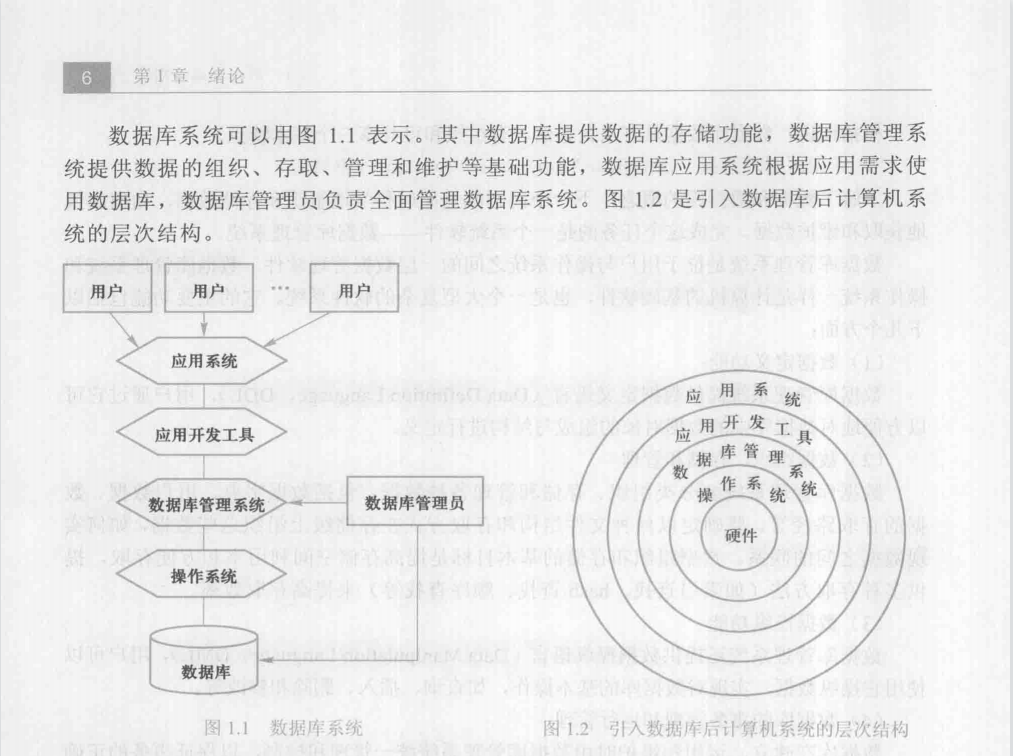 6 第1章 绪论
数据库系统可以用图 1.1 表示。其中数据库提供数据的存储功能，数据库管理系
统提供数据的组织、存取、管理和维护等基础功能，数据库应用系统根据应用需求使
用数据库，数据库管理员负责全面管理数据库系统。图 1.2 是引入数据库后计算机系
统的层次结构。
用户 用户 … 用户
应用系统
应用开发工具
数据库管理系统
数据库管理员
操作系统
数据库
图 1.1 数据库系统
应用系统
应用开发工具
数据库管理系统
操作系统
硬件
图 1.2 引入数据库后计算机系统的层次结构